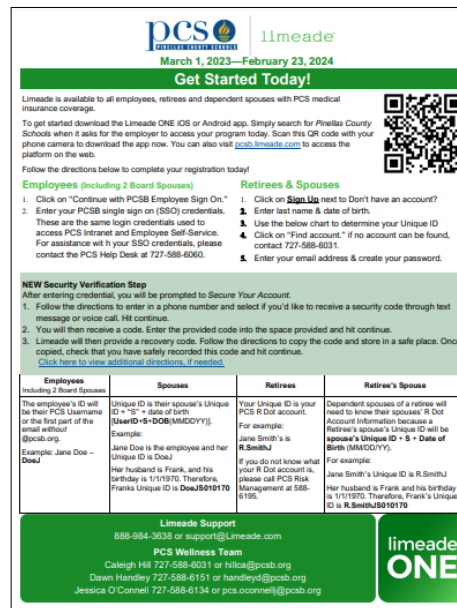 pcs
PINELLAS COUNTY SCHOOLS
limeade
March 1, 2023—February 23, 2024
Get Started Today!
Limeade is available to all employees, retirees and dependent spouses with PCS medical
insurance coverage.
To get started download the Limeade ONE iOS or Android app. Simply search for Pinellas County
Schools when it asks for the employer to access your program today. Scan this QR code with your
phone camera to download the app now. You can also visit pcsb.limeade.com to access the
platform on the web.
Follow the directions below to complete your registration today!
Employees (Including 2 Board Spouses)
1. Click on “Continue with PCSB Employee Sign On.”
2. Enter your PCSB single sign on (SSO) credentials.
These are the same login credentials used to
access PCS Intranet and Employee Self-Service.
For assistance wit h your SSO credentials, please
contact the PCS Help Desk at 727-588-6060.
Retirees & Spouses
1. Click on Sign Up next to Don’t have an account?
2. Enter last name & date of birth.
3. Use the below chart to determine your Unique ID
4. Click on “Find account.” if no account can be found,
contact 727-588-6031.
5. Enter your email address & create your password.
NEW Security Verification Step
After entering credential, you will be prompted to Secure Your Account.
1. Follow the directions to enter in a phone number and select if you’d like to receive a security code through text
message or voice call. Hit continue.
2. You will then receive a code. Enter the provided code into the space provided and hit continue.
3. Limeade will then provide a recovery code. Follow the directions to copy the code and store in a safe place. Once
copied, check that you have safely recorded this code and hit continue.
Click here to view additional directions, if needed.
Employees
Including 2 Board Spouses
The employee’s ID will
be their PCS Username
or the first part of the
email without
@pcsb.org.
Example: Jane Doe –
DoeJ
Spouses
Unique ID is their spouse’s Unique
ID + “S” + date of birth
[UserID+S+DOB(MMDDYY)].
Example:
Jane Doe is the employee and her
Unique ID is DoeJ
Her husband is Frank, and his
birthday is 1/1/1970. Therefore,
Franks Unique ID is DoeJS010170
Retirees
Your Unique ID is your
PCS R Dot account.
For example:
Jane Smith’s is
R.SmithJ
If you do not know what
your R Dot account is,
please call PCS Risk
Management at 588-
6195.
Retiree’s Spouse
Dependent spouses of a retiree will
need to know their spouses’ R Dot
Account Information because a
Retiree’s spouse’s Unique ID will be
spouse’s Unique ID + S + Date of
Birth (MM/DD/YY).
For example:
Jane Smith’s Unique ID is R.SmithJ
Her husband is Frank, and his birthday
is 1/1/1970. Therefore, Frank’s Unique
ID is R.SmithJS010170
Limeade Support
888-984-3638 or support@Limeade.com
PCS Wellness Team
Caleigh Hill 727-588-6031 or hillca@pcsb.org
Dawn Handley 727-588-6151 or handleyd@pcsb.org
Jessica O’Connell 727-588-6134 or pcs.oconnellj@pcsb.org
limeade
ONE